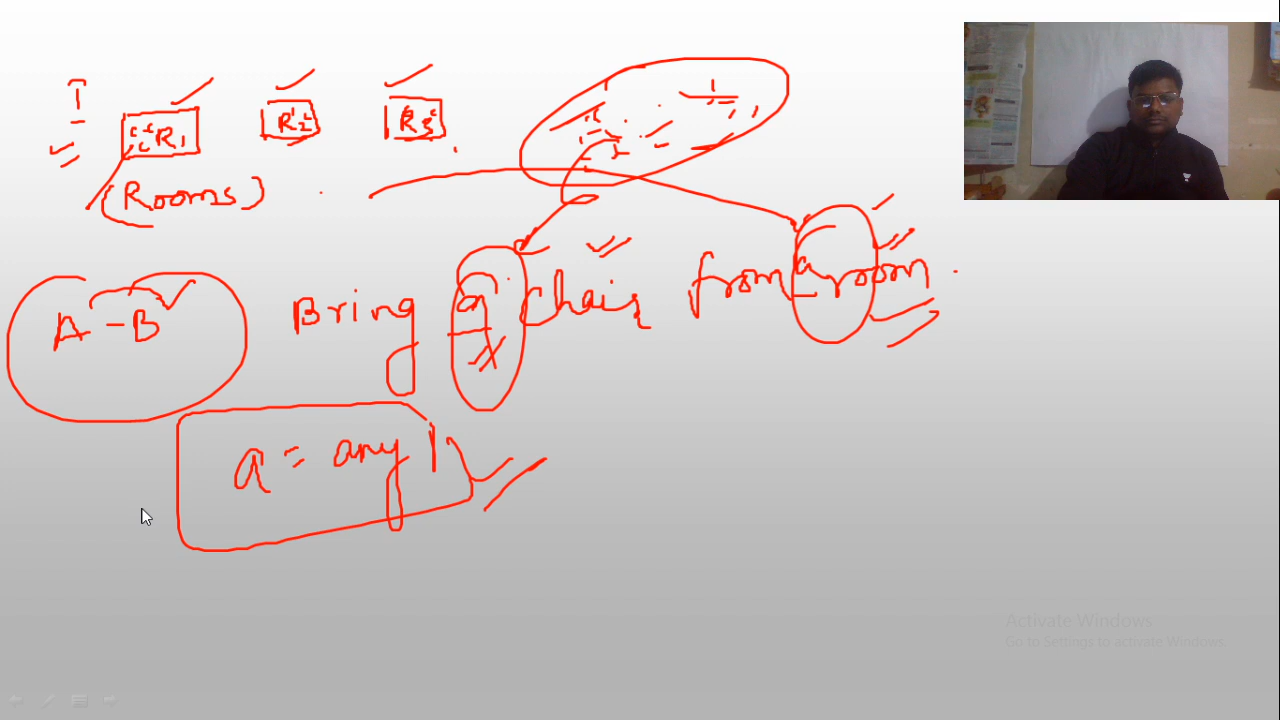 I
R1 R2 R3
(Rooms)
A - B
Bring a chair from a room.
a = any 1
Activate Windows
Go to Settings to activate Windows